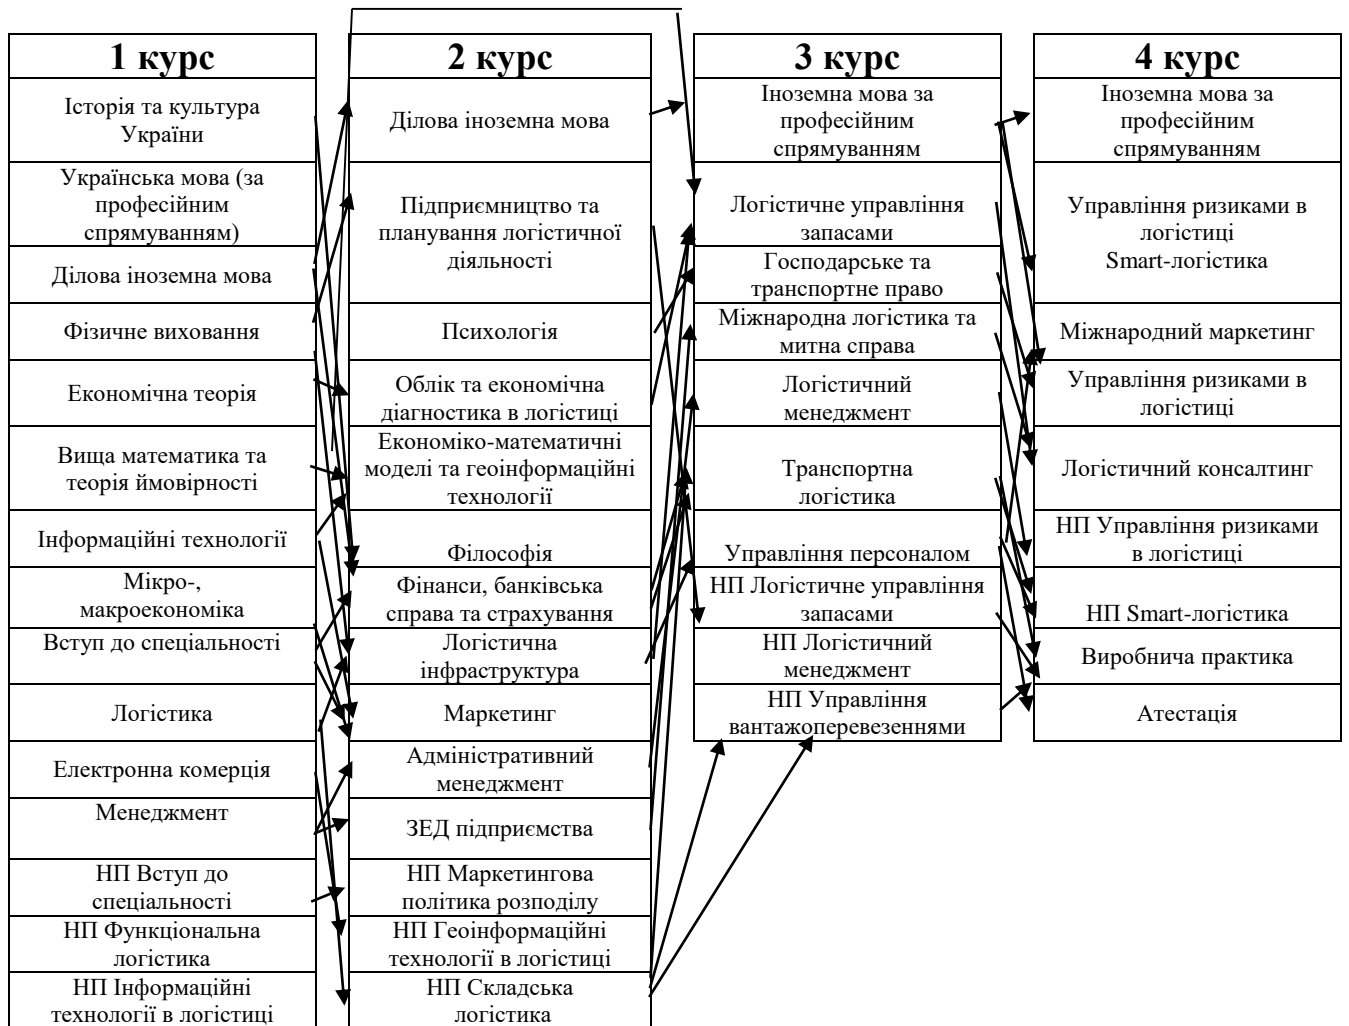 1 курс
Історія та культура
України
Українська мова (за
професійним
спрямуванням)
Ділова іноземна мова
Фізичне виховання
Економічна теорія
Вища математика та
теорія ймовірності
Інформаційні технології
Мікро-,
макроекономіка
Вступ до спеціальності
Логістика
Електронна комерція
Менеджмент
НП Вступ до
спеціальності
НП Функціональна
логістика
НП Інформаційні
технології в логістиці
2 курс
Ділова іноземна мова
Підприємництво та
планування логістичної
діяльності
Психологія
Облік та економічна
діагностика в логістиці
Економіко-математичні
моделі та геоінформаційні
технології
Філософія
Фінанси, банківська
справа та страхування
Логістична
інфраструктура
Маркетинг
Адміністративний
менеджмент
ЗЕД підприємства
НП Маркетингова
політика розподілу
НП Геоінформаційні
технології в логістиці
НП Складська
логістика
3 курс
Іноземна мова за
професійним
спрямуванням
Логістичне управління
запасами
Господарське та
транспортне право
Міжнародна логістика та
митна справа
Логістичний
менеджмент
Транспортна
логістика
Управління персоналом
НП Логістичне управління
запасами
НП Логістичний
менеджмент
НП Управління
вантажоперевезеннями
4 курс
Іноземна мова за
професійним
спрямуванням
Управління ризиками в
логістиці
Smart-логістика
Міжнародний маркетинг
Управління ризиками в
логістиці
Логістичний консалтинг
НП Управління ризиками
в логістиці
НП Smart-логістика
Виробнича практика
Атестація